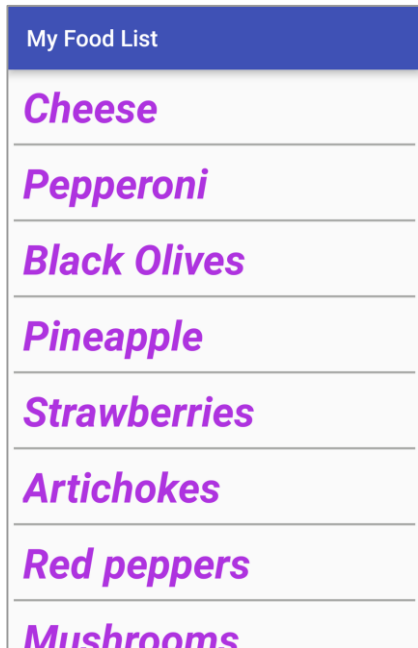 My Food List
Cheese
Pepperoni
Black Olives
Pineapple
Strawberries
Artichokes
Red peppers
Mushrooms